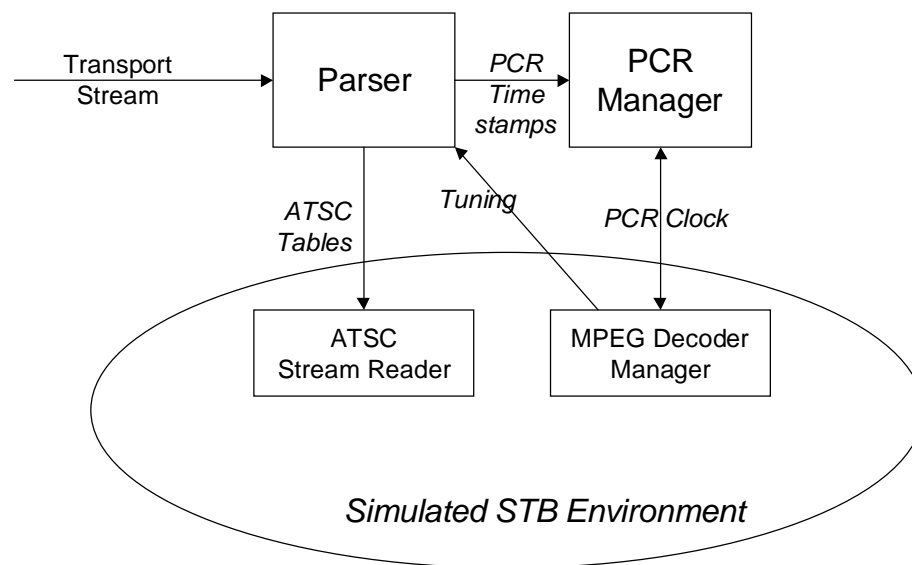 Transport
Stream
Parser
PCR
Time
stamps
PCR
Manager
ATSC
Tables
Tuning
PCR Clock
ATSC
Stream Reader
MPEG Decoder
Manager
Simulated STB Environment